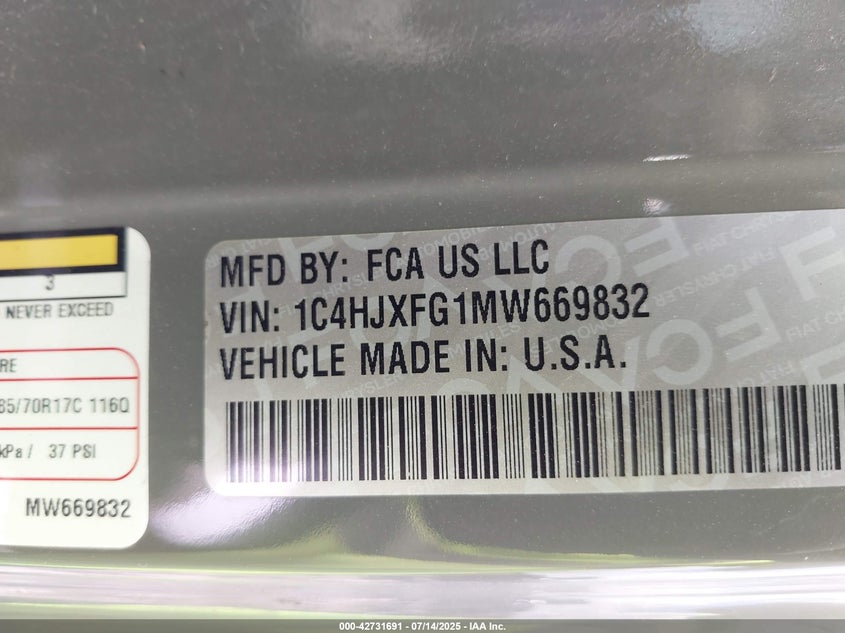 3
NEVER EXCEED
RE
85/70R17C 116Q
kPa / 37 PSI
MW669832
MFD BY: FCA US LLC
VIN: 1C4HJXFG1MW669832
VEHICLE MADE IN: U.S.A.
000-42731691 - 07/14/2025 - IAA Inc.